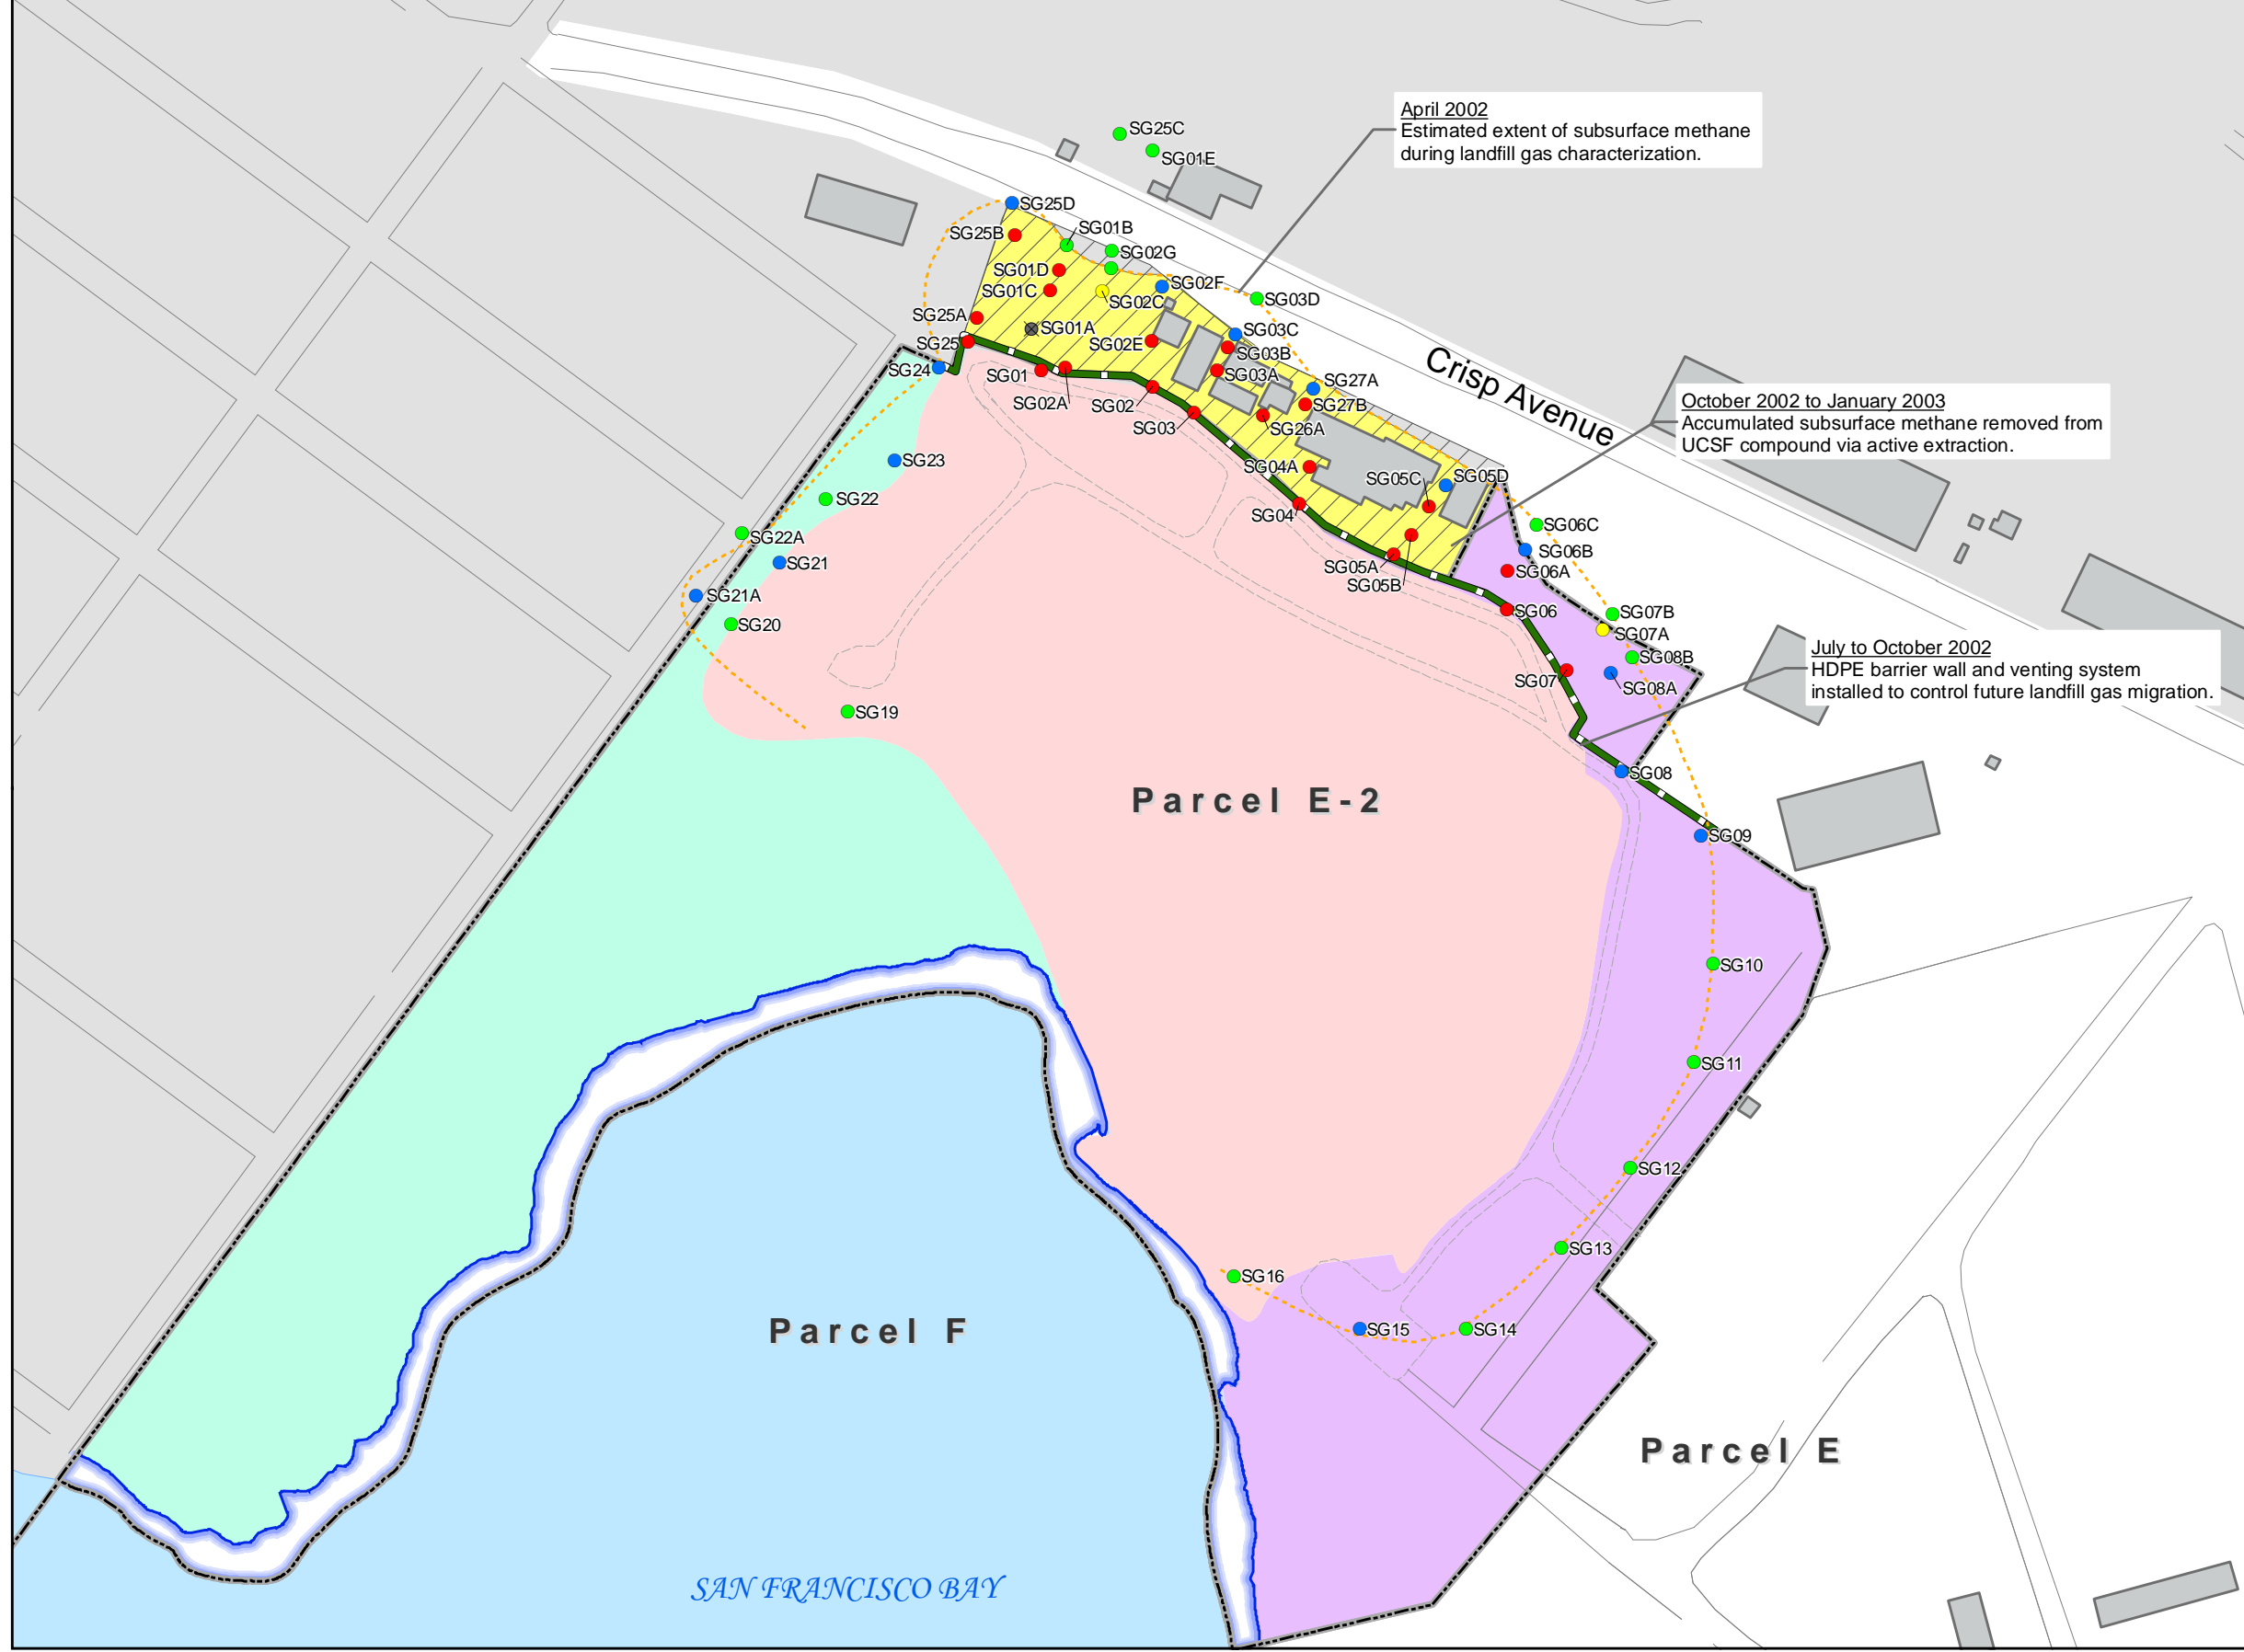 SG25C
SG01E
April 2002
Estimated extent of subsurface methane
during landfill gas characterization.
SG25D
SG25B
SG01B
SG02G
SG01D
SG01C
SG02C
SG02F
SG03D
SG25A
SG01A
SG25
SG02E
SG03C
SG03B
SG03A
SG24
SG01
SG02A
SG02
SG03
SG27A
SG27B
SG26A
Crisp Avenue
October 2002 to January 2003
Accumulated subsurface methane removed from
UCSF compound via active extraction.
SG23
SG04A
SG05C
SG05D
SG22
SG04
SG22A
SG06C
SG21
SG05A
SG05B
SG06B
SG06A
SG21A
SG20
SG06
SG07B
SG07A
SG08B
SG07
SG08A
July to October 2002
HDPE barrier wall and venting system
installed to control future landfill gas migration.
SG19
SG08
Parcel E-2
SG09
SG10
SG11
SG12
SG13
SG16
SG15
SG14
Parcel F
Parcel E
SAN FRANCISCO BAY